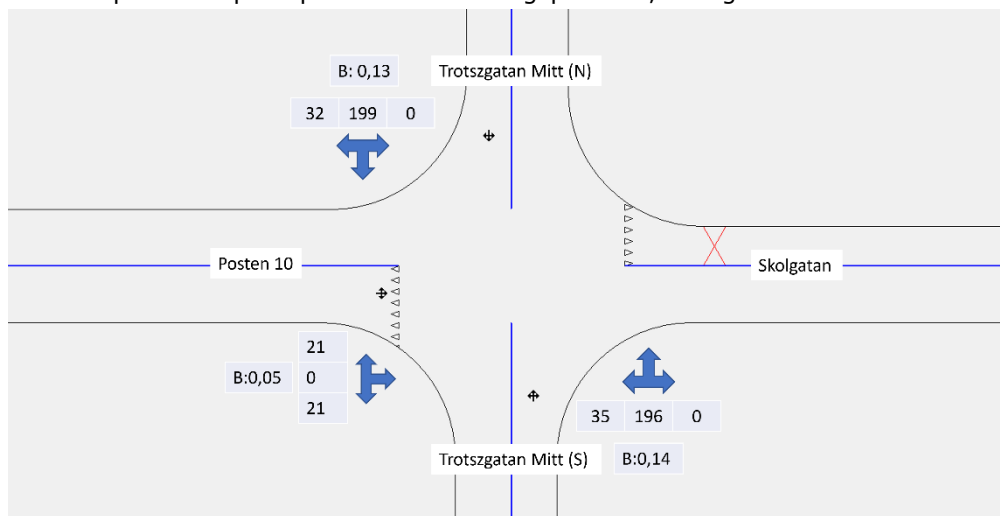 B: 0,13
Trotszgatan Mitt (N)
32 199 0
Posten 10
Skolgatan
21
B:0,05 0
21
35 196 0
Trotszgatan Mitt (S)
B:0,14